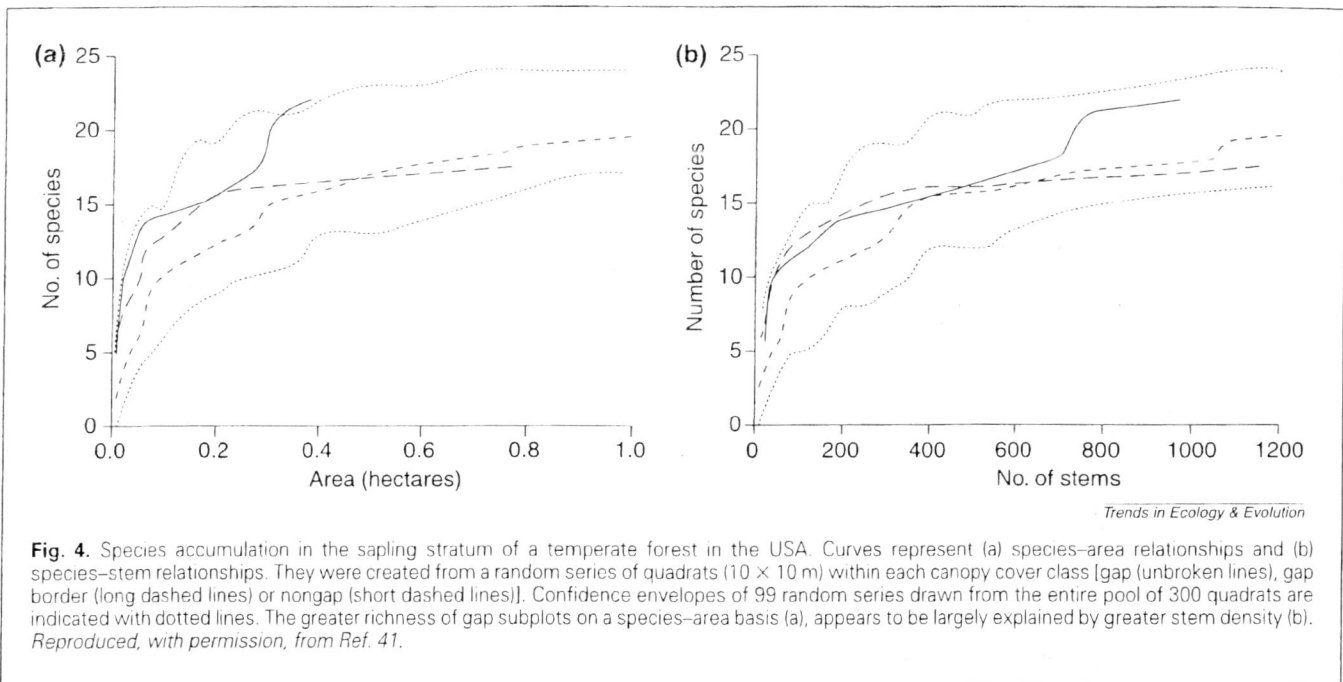 (a)
25
20
15
10
5
0
No. of species
0.0 0.2 0.4 0.6 0.8 1.0
Area (hectares)
(b)
25
20
15
10
5
0
Number of species
0 200 400 600 800 1000 1200
No. of stems
Trends in Ecology & Evolution
Fig. 4. Species accumulation in the sapling stratum of a temperate forest in the USA. Curves represent (a) species–area relationships and (b)
species–stem relationships. They were created from a random series of quadrats (10 × 10 m) within each canopy cover class [gap (unbroken lines), gap
border (long dashed lines) or nongap (short dashed lines)]. Confidence envelopes of 99 random series drawn from the entire pool of 300 quadrats are
indicated with dotted lines. The greater richness of gap subplots on a species–area basis (a), appears to be largely explained by greater stem density (b).
Reproduced, with permission, from Ref. 41.